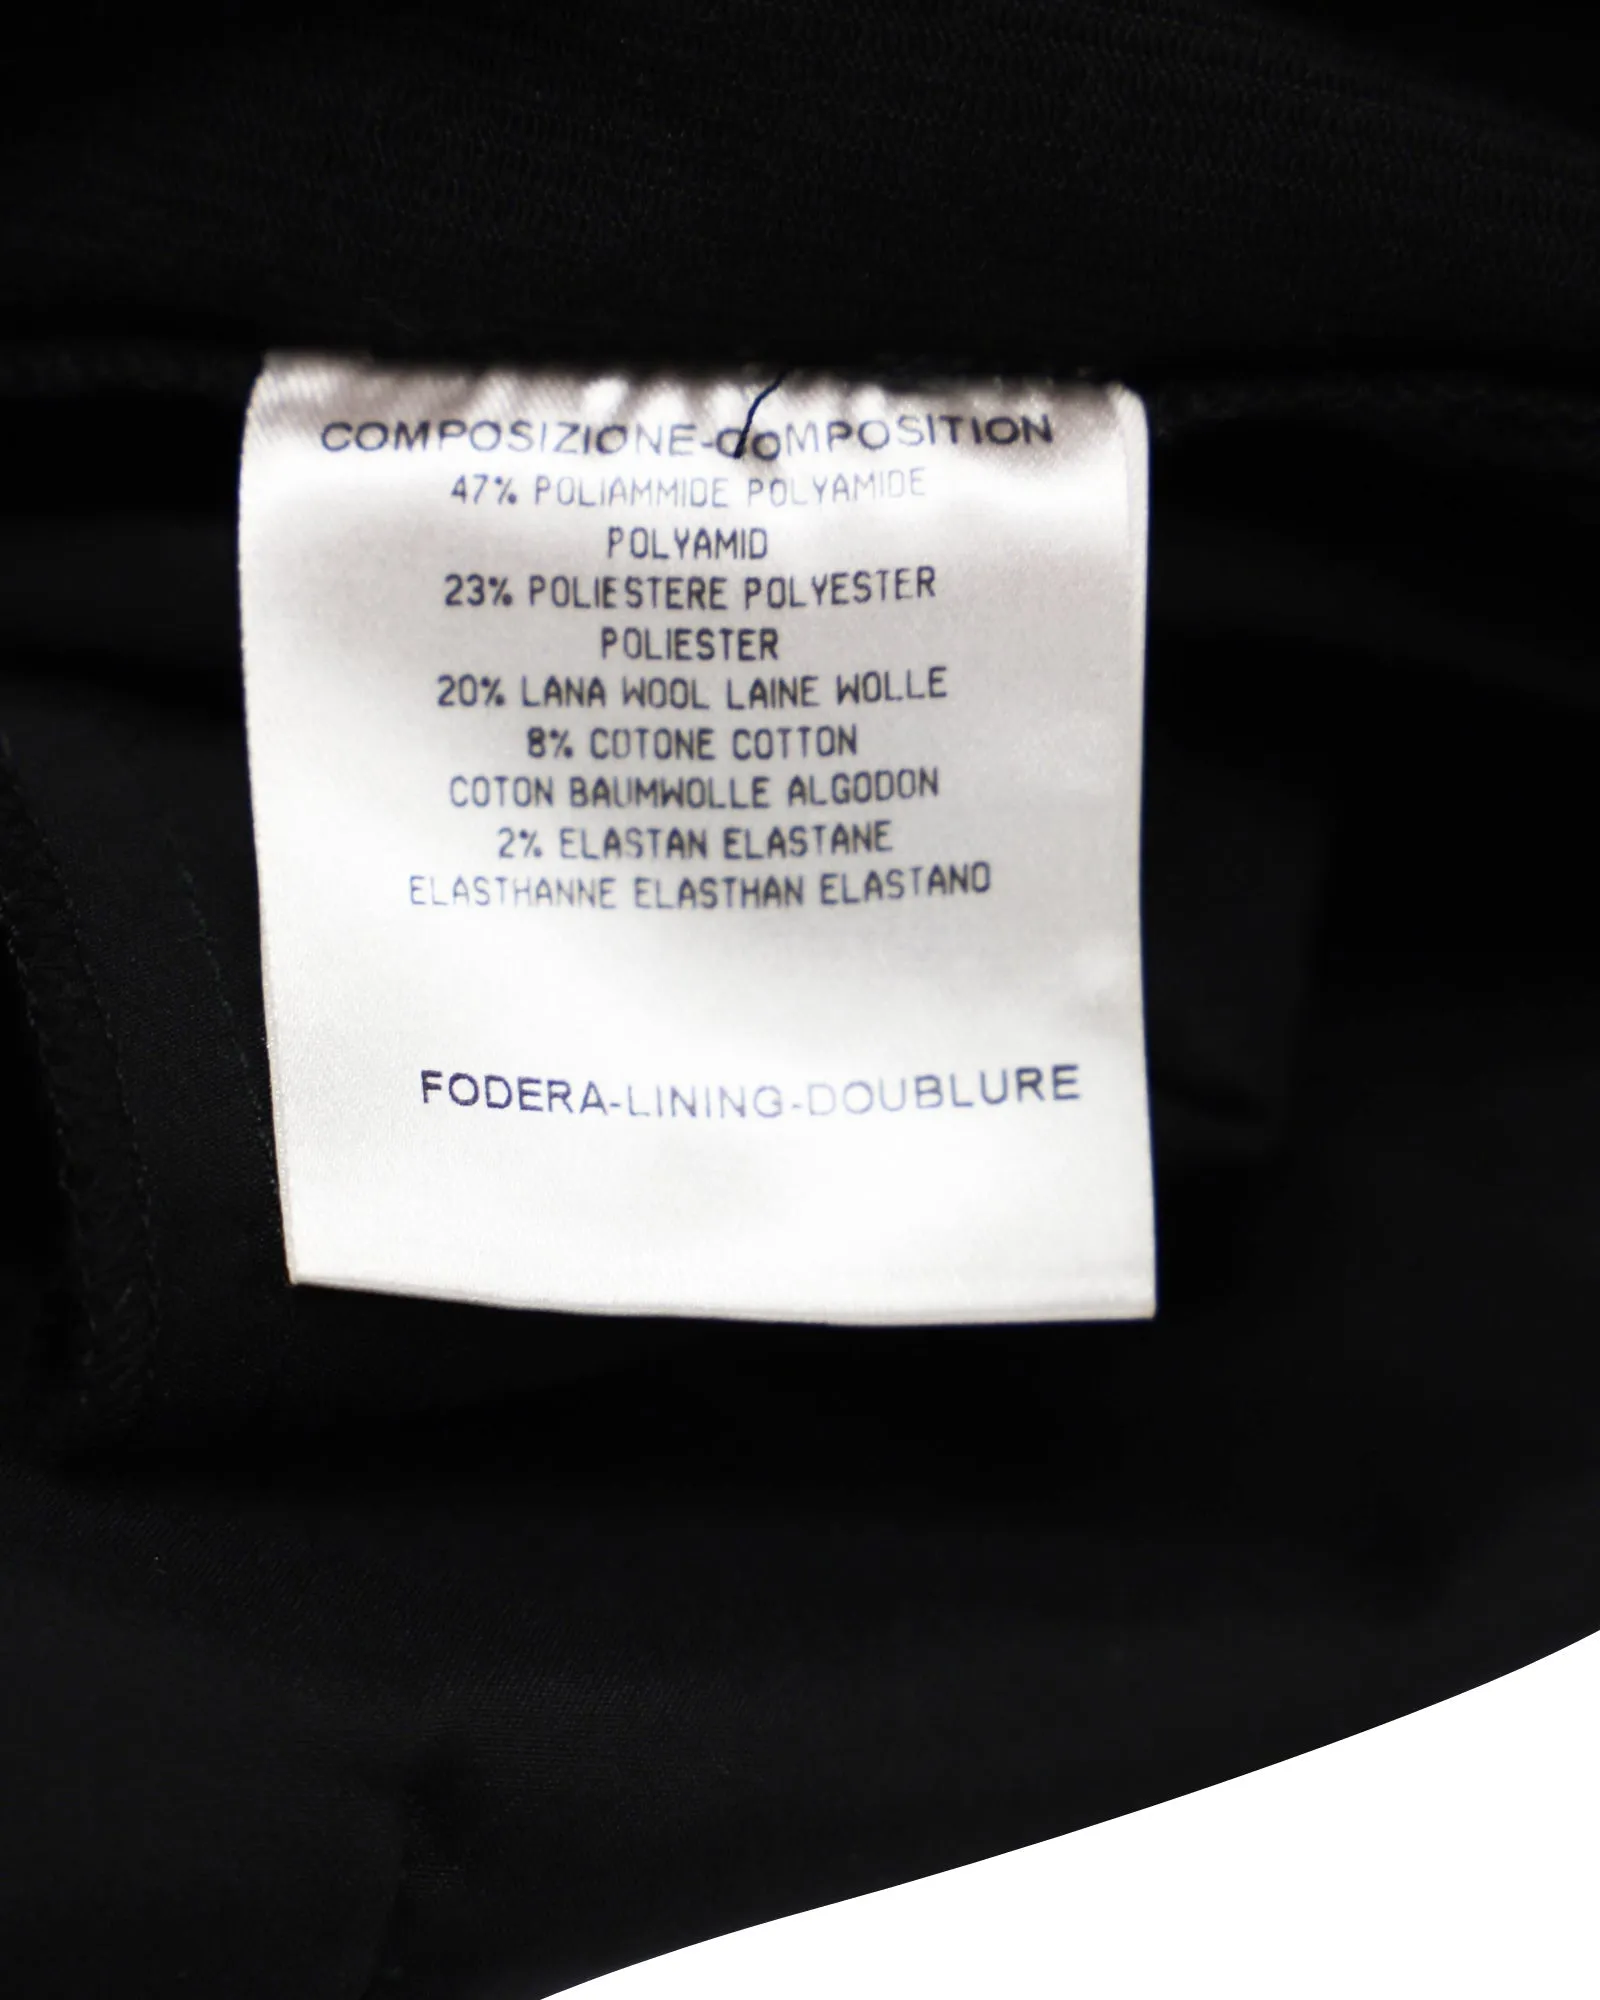 COMPOSIZIONE-COMPOSITION
47% POLIAMMIDE POLYAMIDE
POLYAMID
23% POLIESTERE POLYESTER
POLIESTER
20% LANA WOOL LAINE WOLLE
8% COTONE COTTON
COTON BAUMWOLLE ALGODON
2% ELASTAN ELASTANE
ELASTHANNE ELASTHAN ELASTANO
FODERA-LINING-DOUBLURE